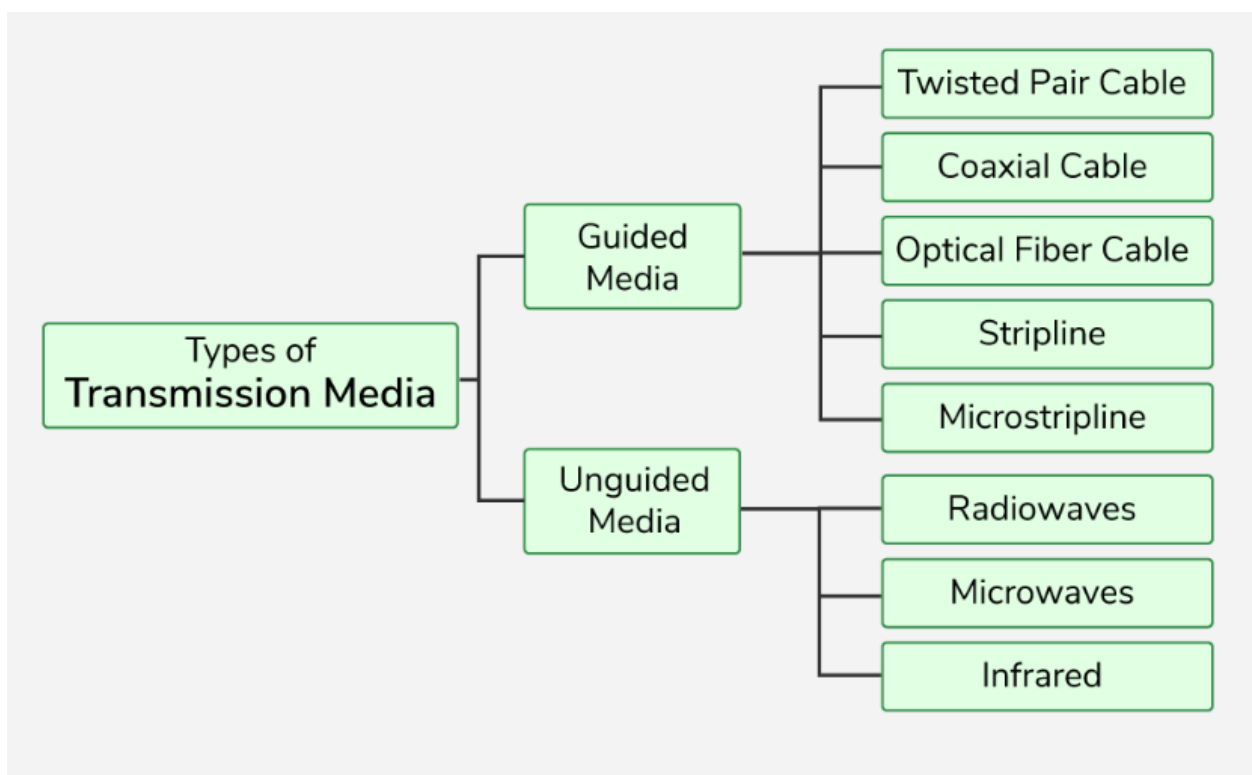 Types of
Transmission Media
Guided
Media
Twisted Pair Cable
Coaxial Cable
Optical Fiber Cable
Stripline
Microstripline
Unguided
Media
Radiowaves
Microwaves
Infrared